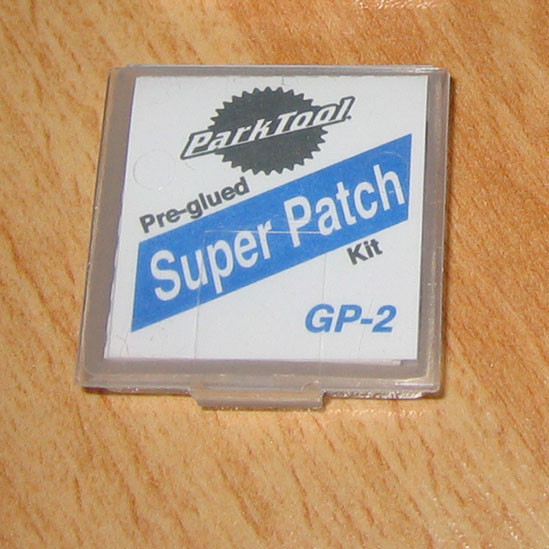 ParkTool
Pre-glued
Super Patch
Kit
GP-2